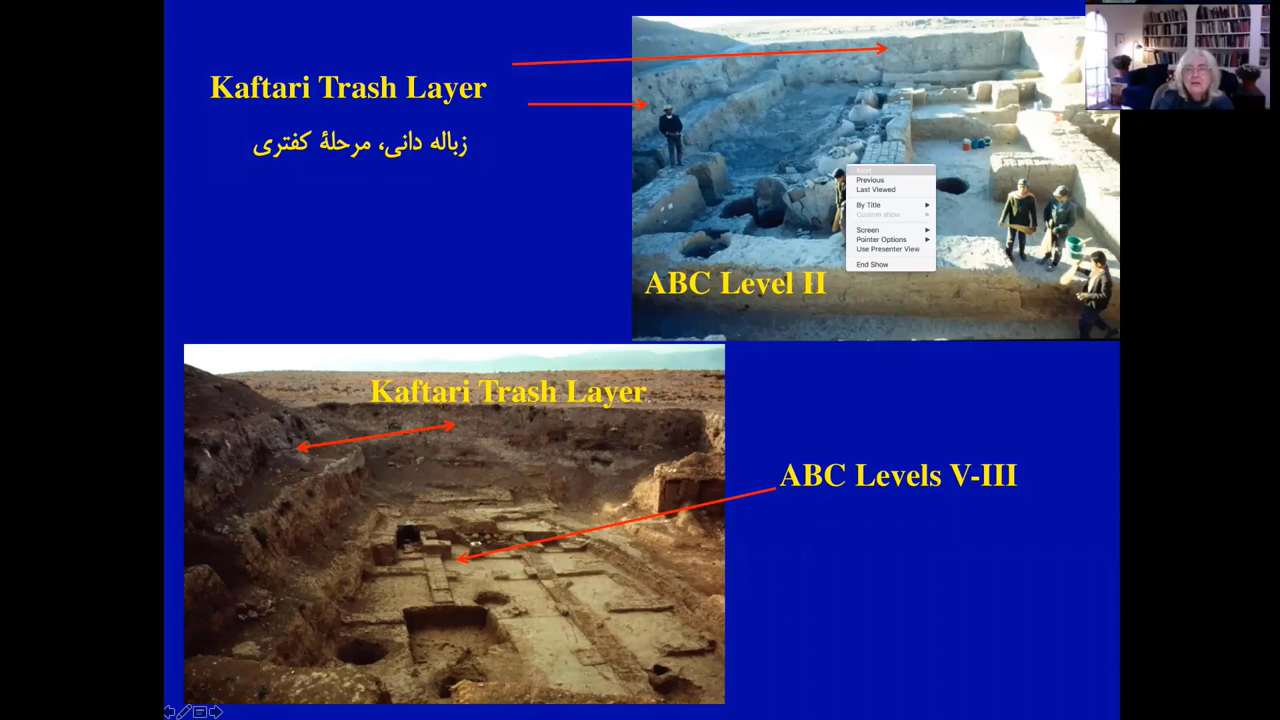 Kaftari Trash Layer
زباله دانی، مرحلهٔ کفتری
ABC Level II
Next
Previous
Last Viewed
By Title
Custom show
Screen
Pointer Options
Use Presenter View
End Show
Kaftari Trash Layer
ABC Levels V-III